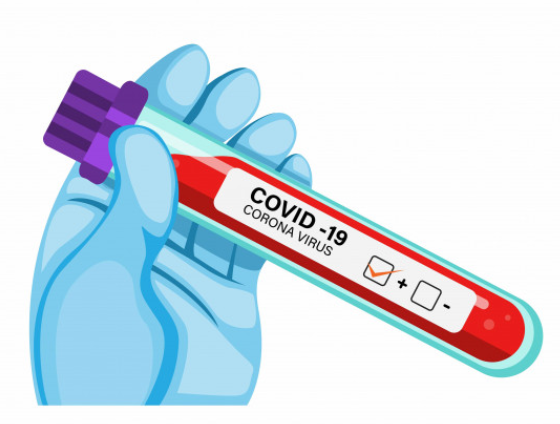 COVID -19
CORONA VIRUS
+ -